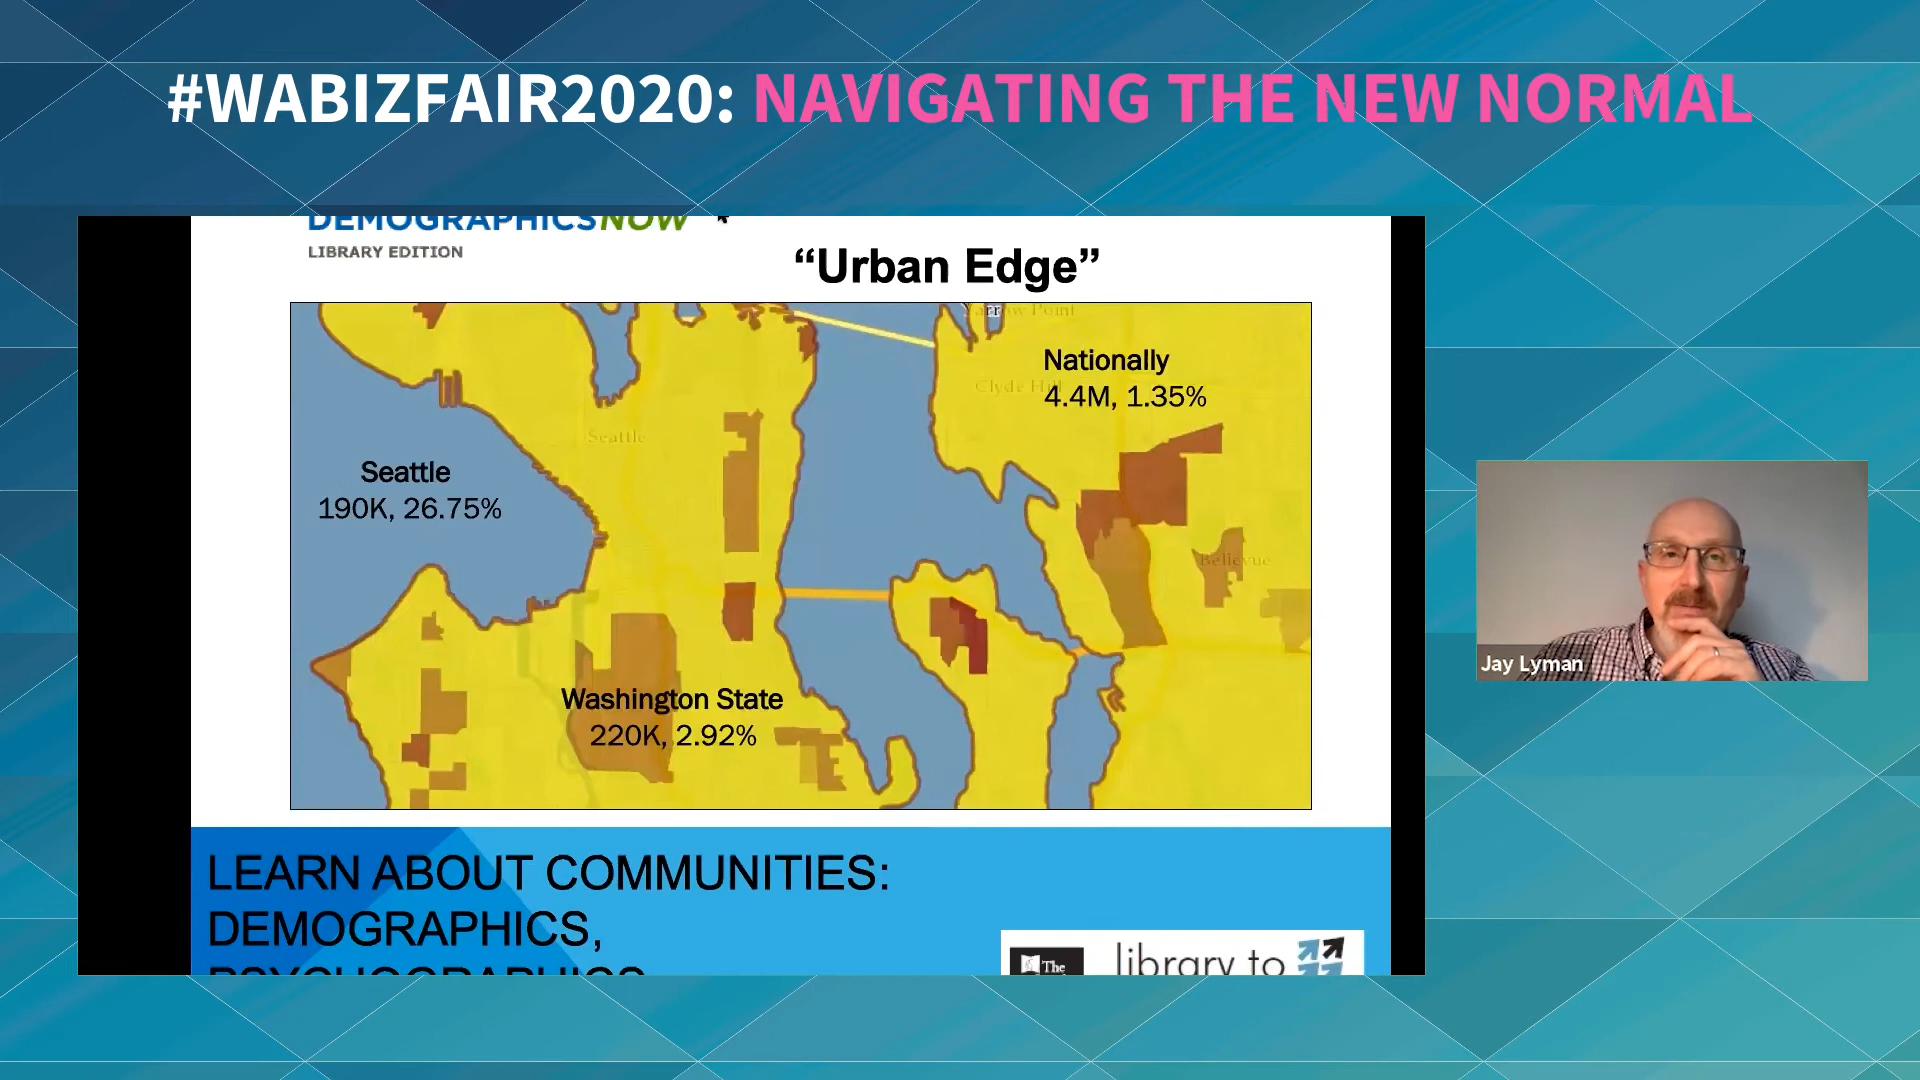 #WABIZFAIR2020: NAVIGATING THE NEW NORMAL
DEMOGRAPHICSNOW
LIBRARY EDITION
“Urban Edge”
Yarrow Point
Nationally
Clyde Hill
4.4M, 1.35%
Seattle
Seattle
190K, 26.75%
Bellevue
Jay Lyman
Washington State
220K, 2.92%
LEARN ABOUT COMMUNITIES:
DEMOGRAPHICS,
PSYCHOGRAPHICS
The
library to